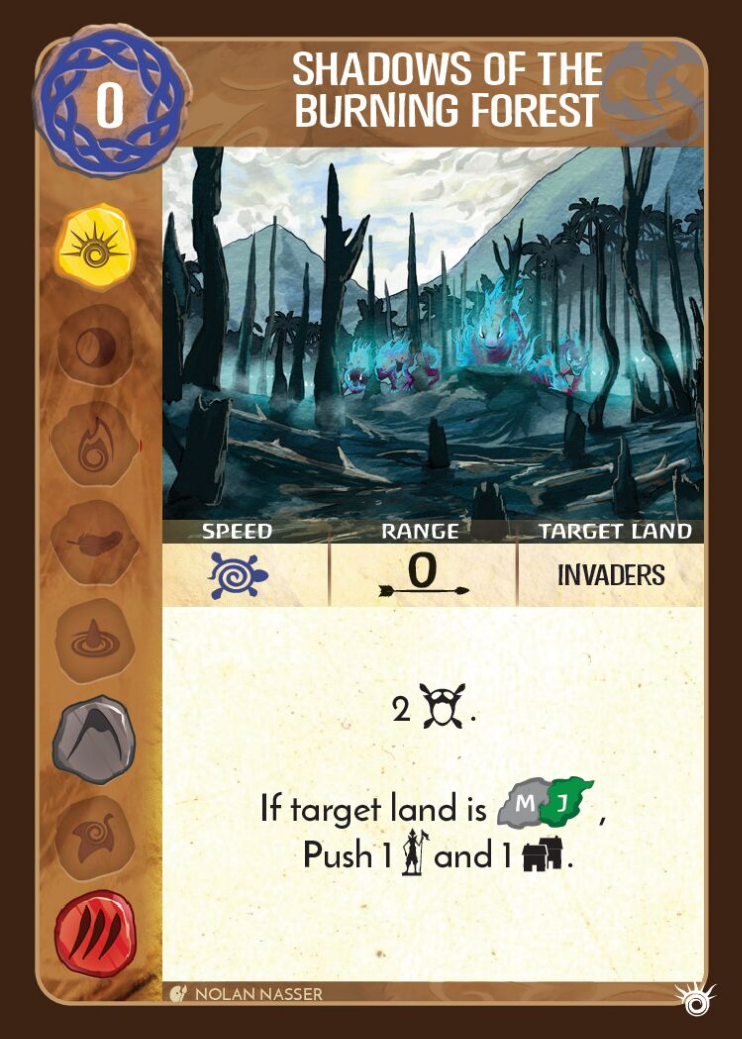 0
SHADOWS OF THE
BURNING FOREST
SPEED RANGE TARGET LAND
0 INVADERS
2 .
If target land is M J ,
Push 1 and 1 .
NOLAN NASSER